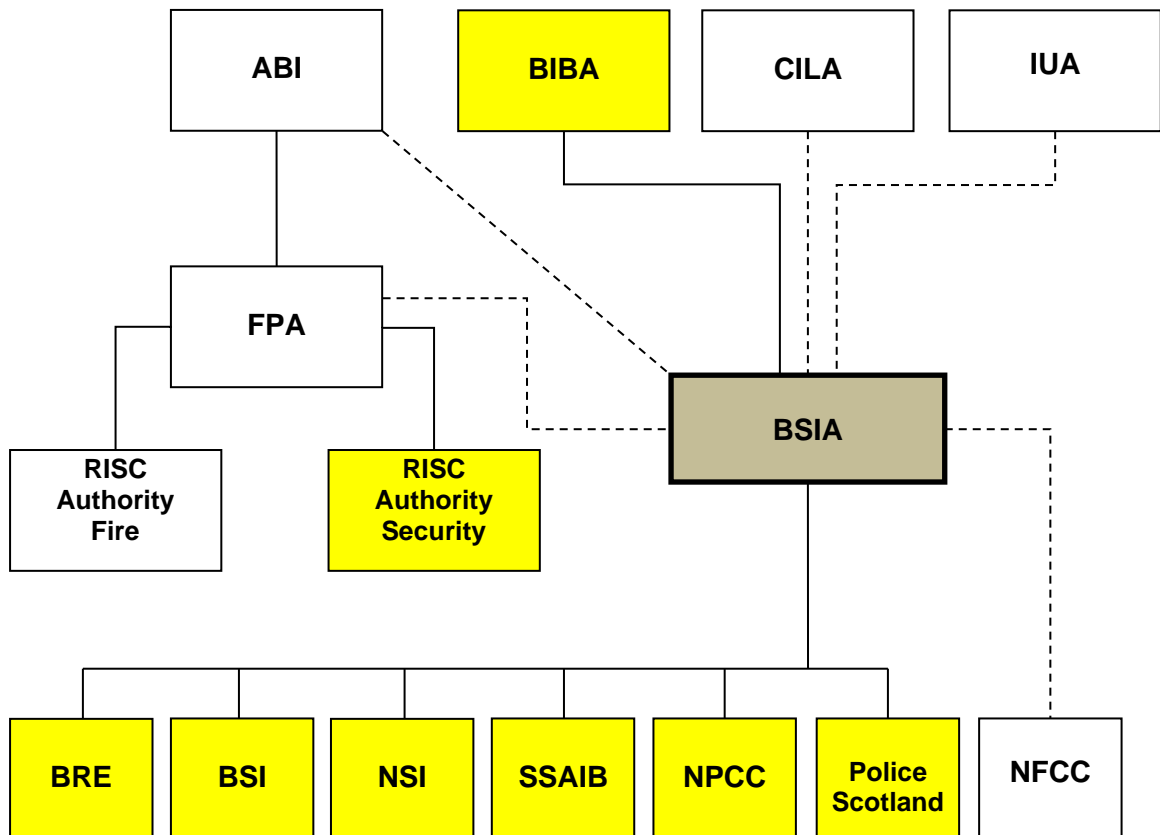 ABI
BIBA
CILA
IUA
FPA
BSIA
RISC
Authority
Fire
RISC
Authority
Security
BRE
BSI
NSI
SSAIB
NPCC
Police
Scotland
NFCC